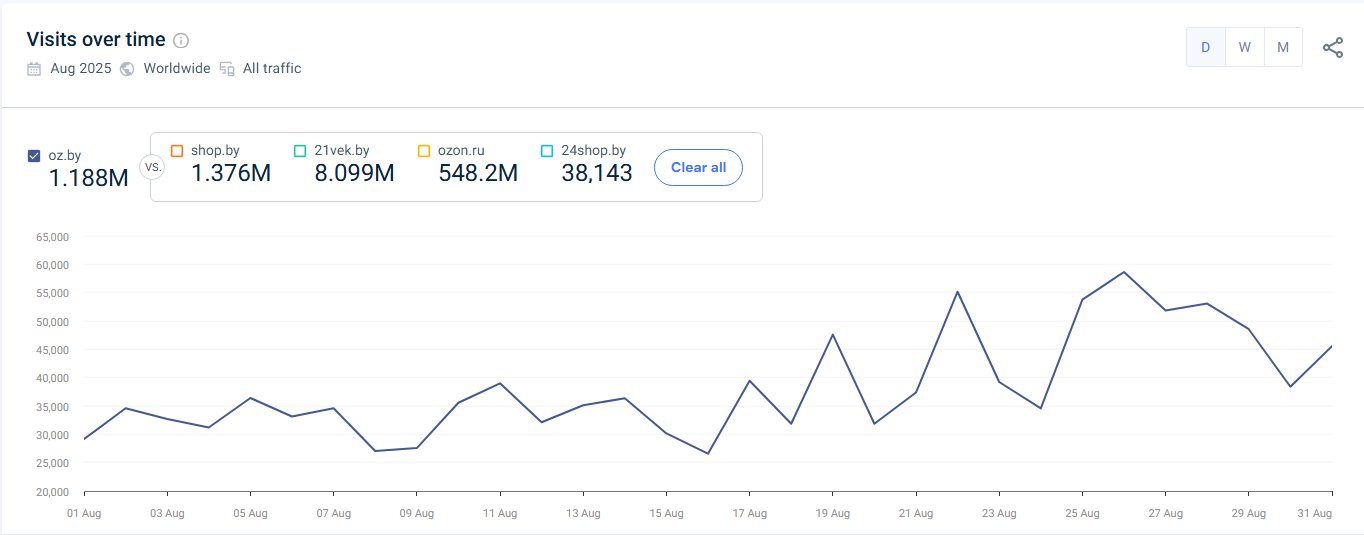 Visits over time
Aug 2025 Worldwide All traffic
D W M
oz.by
1.188M
vs.
shop.by
1.376M
21vek.by
8.099M
ozon.ru
548.2M
24shop.by
38,143
Clear all
65,000
60,000
55,000
50,000
45,000
40,000
35,000
30,000
25,000
20,000
01 Aug 03 Aug 05 Aug 07 Aug 09 Aug 11 Aug 13 Aug 15 Aug 17 Aug 19 Aug 21 Aug 23 Aug 25 Aug 27 Aug 29 Aug 31 Aug